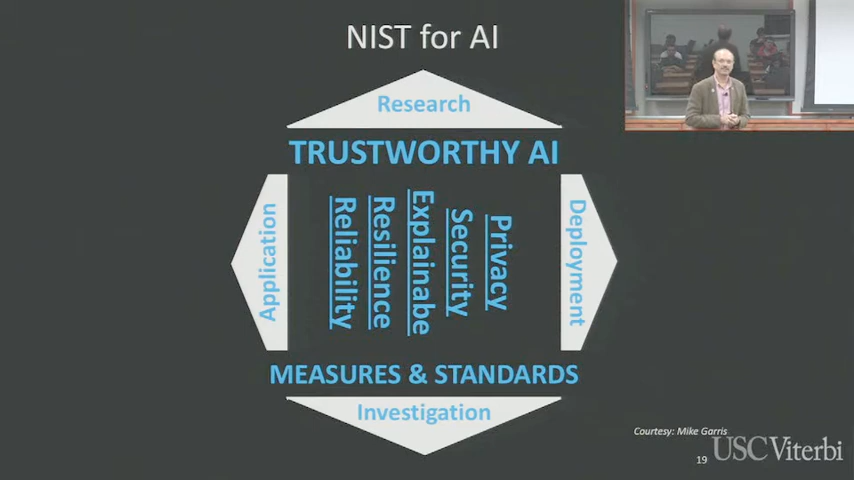 NIST for AI
Research
TRUSTWORTHY AI
Application
Reliability
Resilience
Explainabe
Security
Privacy
Deployment
MEASURES & STANDARDS
Investigation
Courtesy: Mike Garris
19
USC Viterbi